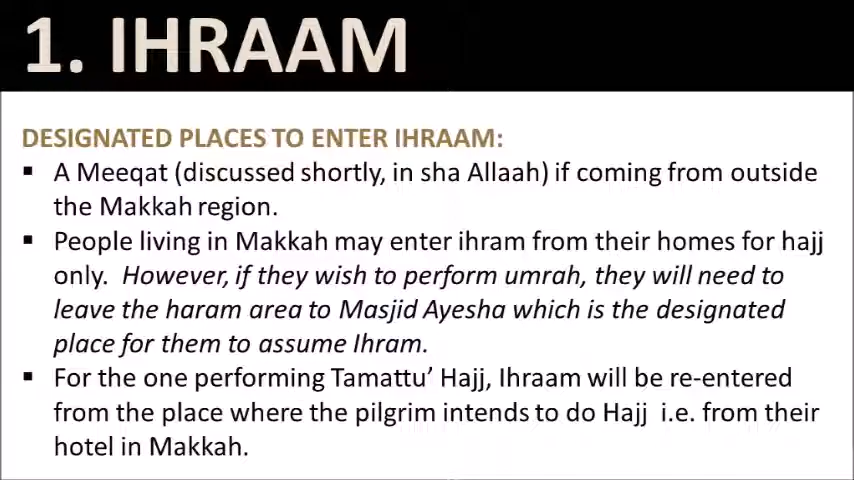 1. IHRAAM
DESIGNATED PLACES TO ENTER IHRAAM:
▪ A Meeqat (discussed shortly, in sha Allaah) if coming from outside
the Makkah region.
▪ People living in Makkah may enter ihram from their homes for hajj
only. However, if they wish to perform umrah, they will need to
leave the haram area to Masjid Ayesha which is the designated
place for them to assume Ihram.
▪ For the one performing Tamattu’ Hajj, Ihraam will be re-entered
from the place where the pilgrim intends to do Hajj i.e. from their
hotel in Makkah.